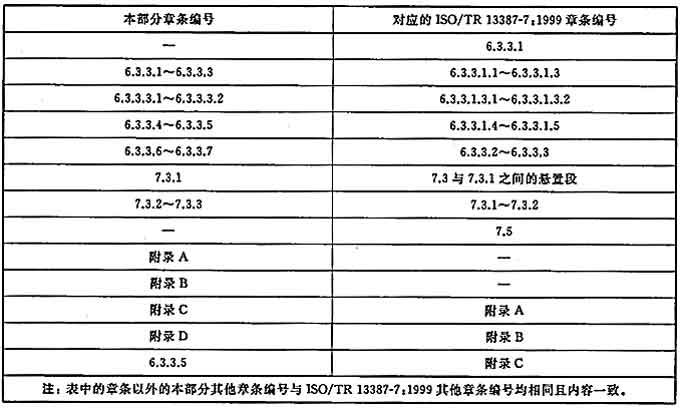 本部分章条编号 对应的 ISO/TR 13387-7:1999 章条编号
— 6.3.3.1
6.3.3.1～6.3.3.3 6.3.3.1.1～6.3.3.1.3
6.3.3.3.1～6.3.3.3.2 6.3.3.1.3.1～6.3.3.1.3.2
6.3.3.4～6.3.3.5 6.3.3.1.4～6.3.3.1.5
6.3.3.6～6.3.3.7 6.3.3.2～6.3.3.3
7.3.1 7.3 与 7.3.1 之间的悬置段
7.3.2～7.3.3 7.3.1～7.3.2
— 7.5
附录 A —
附录 B —
附录 C 附录 A
附录 D 附录 B
6.3.3.5 附录 C
注：表中的章条以外的本部分其他章条编号与 ISO/TR 13387-7:1999 其他章条编号均相同且内容一致。